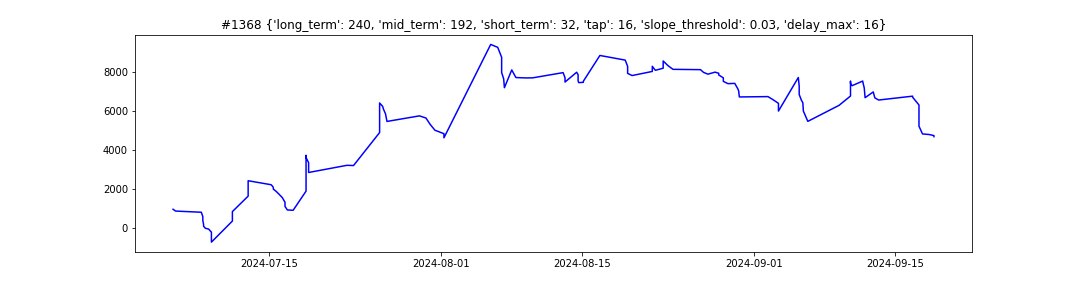 #1368 {'long_term': 240, 'mid_term': 192, 'short_term': 32, 'tap': 16, 'slope_threshold': 0.03, 'delay_max': 16}
8000
6000
4000
2000
0
2024-07-15 2024-08-01 2024-08-15 2024-09-01 2024-09-15